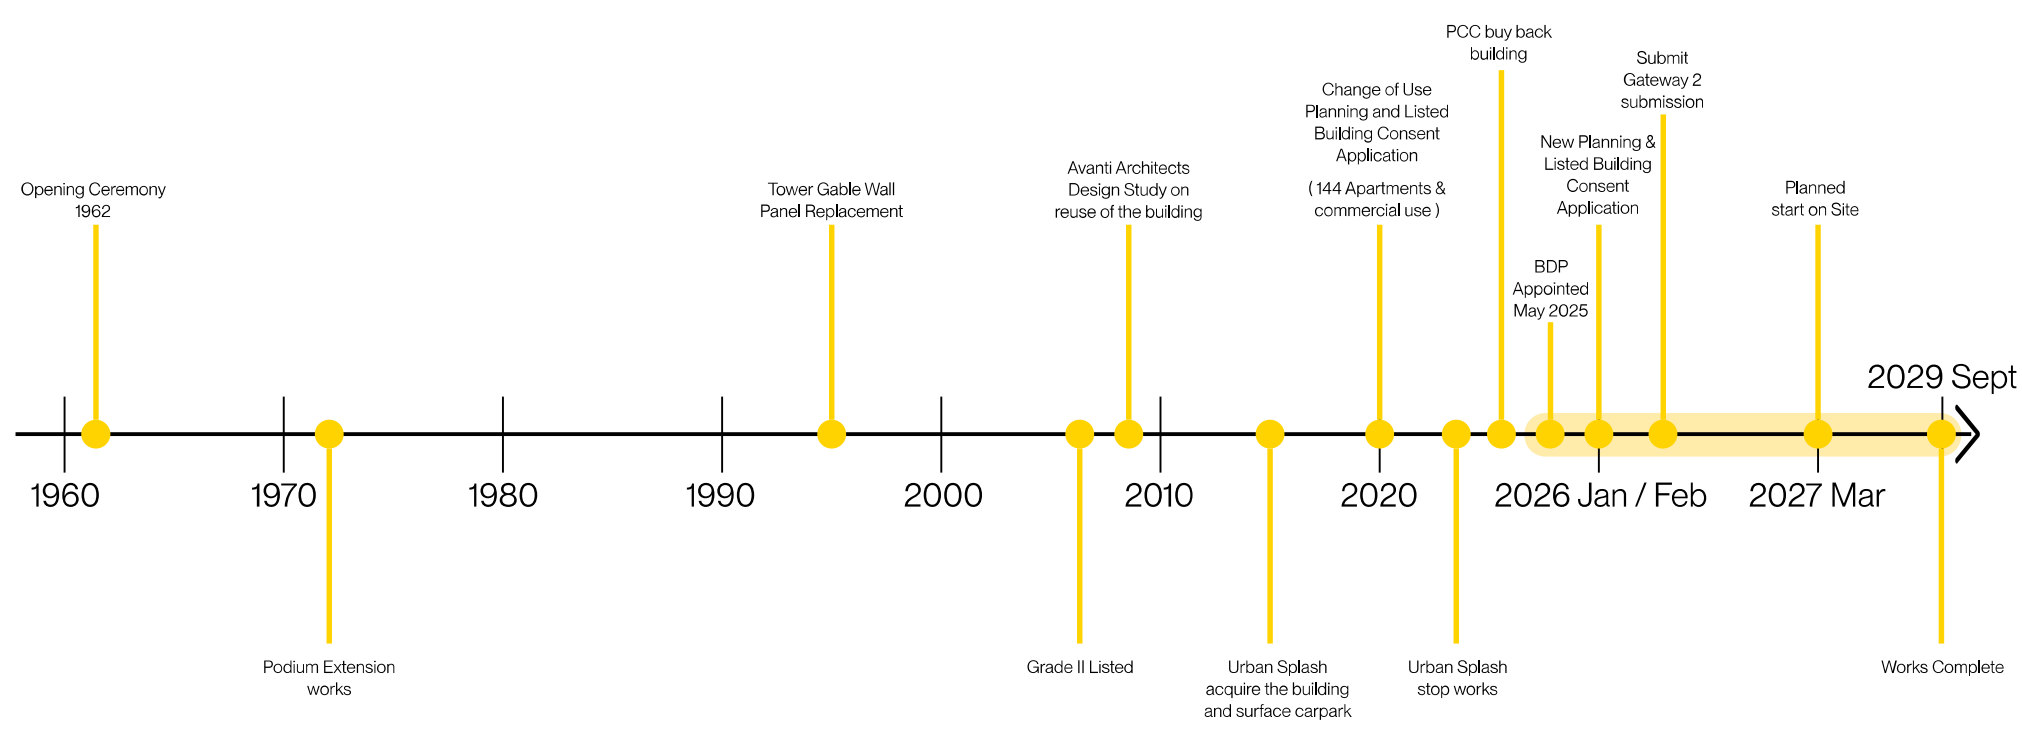 PCC buy back
building
Submit
Gateway 2
submission
Change of Use
Planning and Listed
Building Consent
Application
( 144 Apartments &
commercial use )
New Planning &
Listed Building
Consent
Application
Avanti Architects
Design Study on
reuse of the building
Opening Ceremony
1962
Tower Gable Wall
Panel Replacement
Planned
start on Site
BDP
Appointed
May 2025
2029 Sept
1960
1970
1980
1990
2000
2010
2020
2026 Jan / Feb
2027 Mar
Podium Extension
works
Grade II Listed
Urban Splash
acquire the building
and surface carpark
Urban Splash
stop works
Works Complete